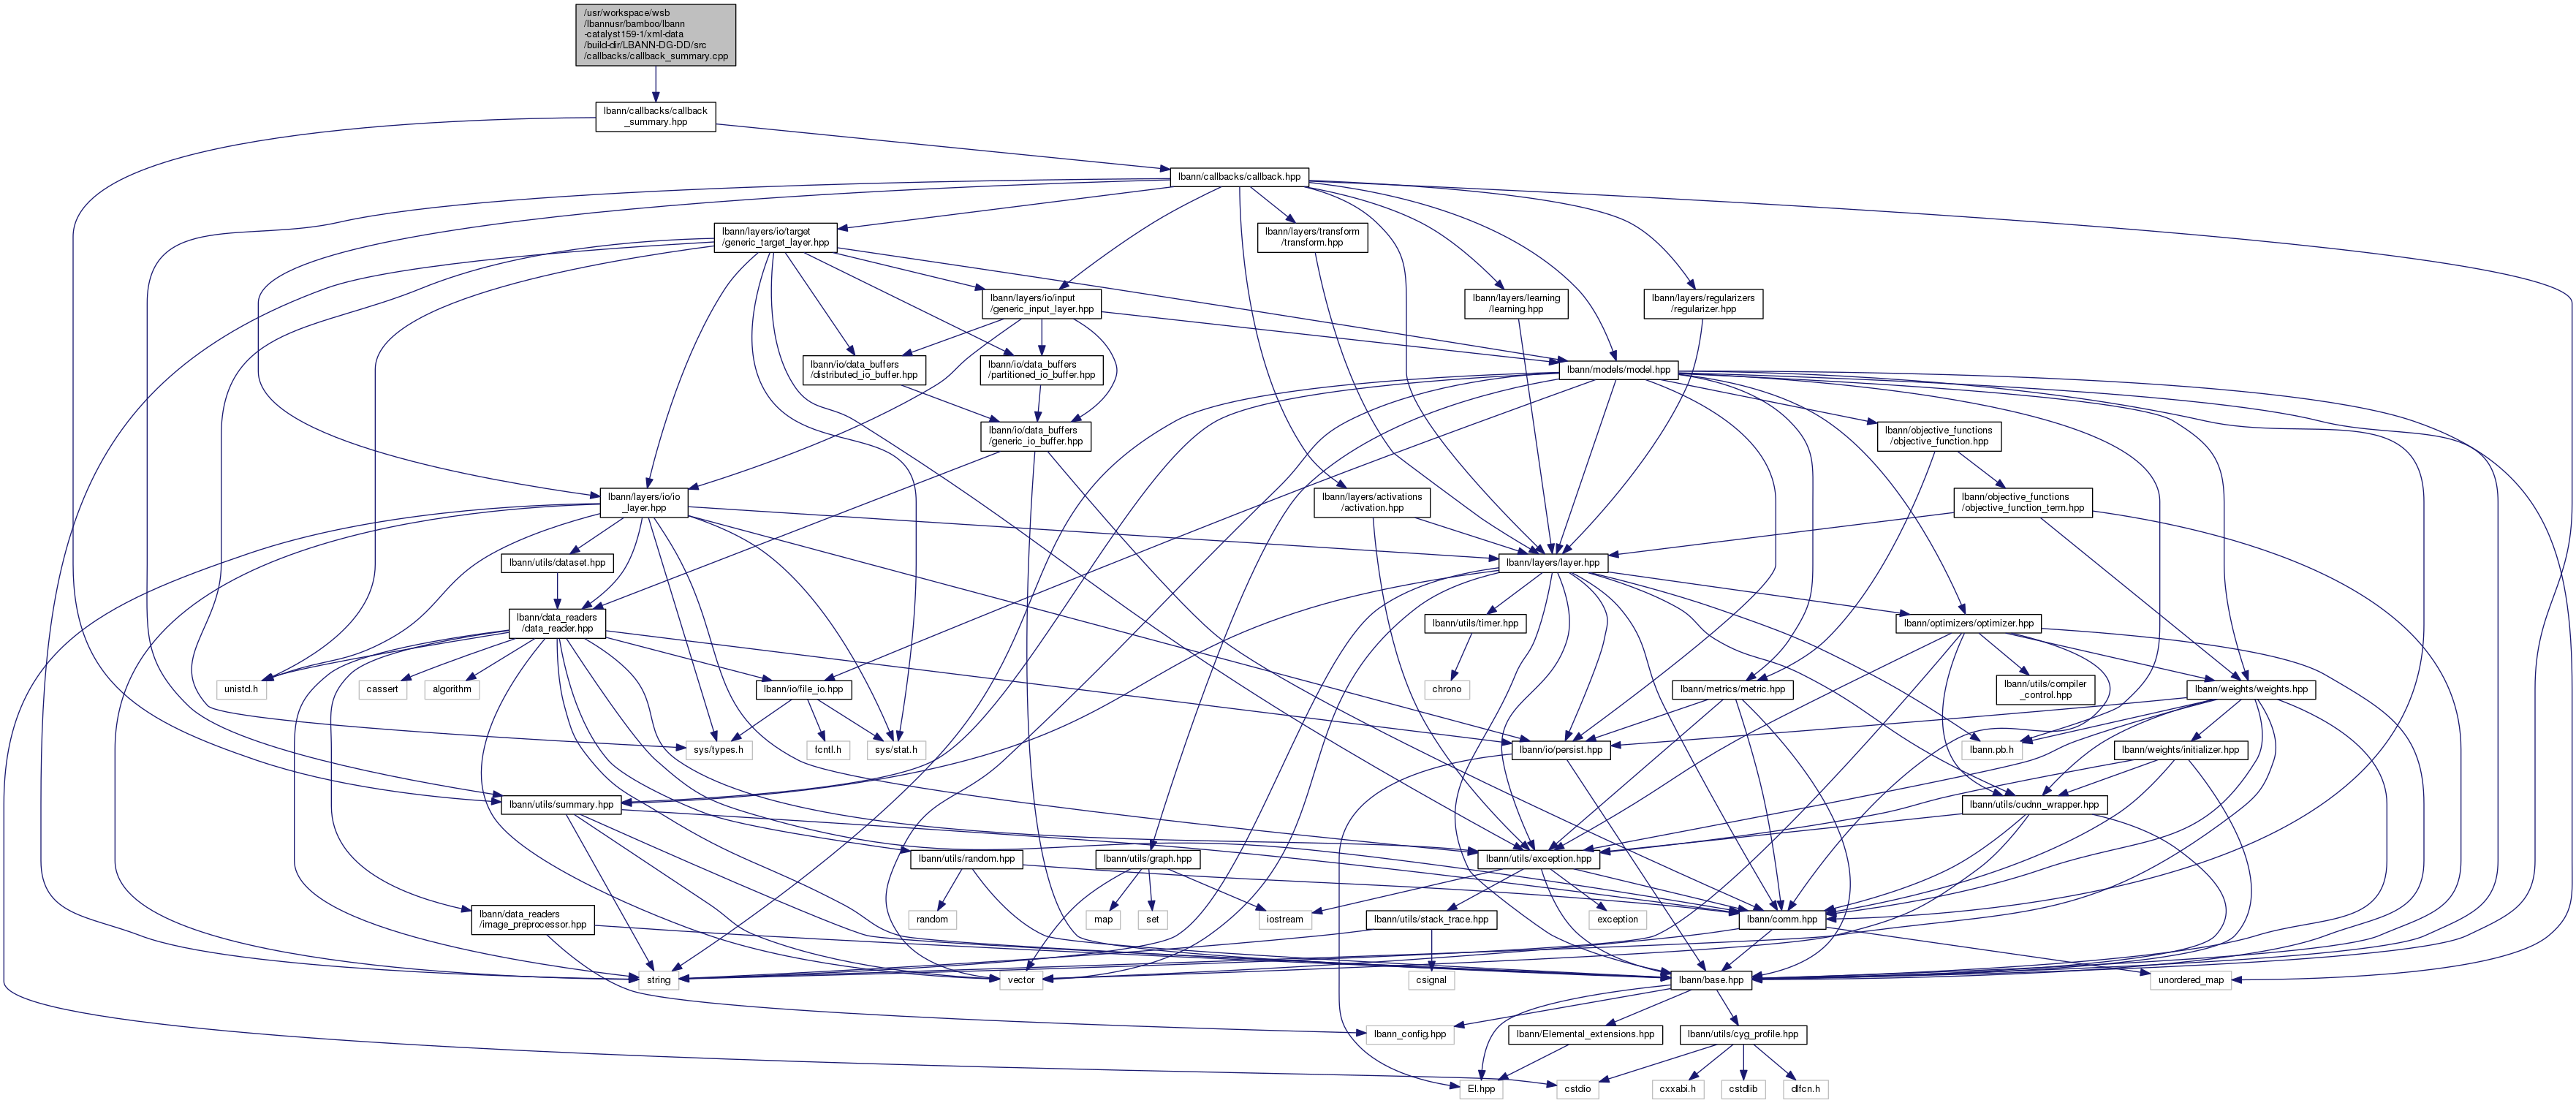 /usr/workspace/wsb
/lbannusr/bamboo/lbann
-catalyst159-1/xml-data
/build-dir/LBANN-DG-DD/src
/callbacks/callback_summary.cpp
lbann/callbacks/callback
_summary.hpp
lbann/callbacks/callback.hpp
lbann/layers/io/target
/generic_target_layer.hpp
lbann/layers/transform
/transform.hpp
lbann/layers/io/input
/generic_input_layer.hpp
lbann/layers/learning
/learning.hpp
lbann/layers/regularizers
/regularizer.hpp
lbann/io/data_buffers
/distributed_io_buffer.hpp
lbann/io/data_buffers
/partitioned_io_buffer.hpp
lbann/models/model.hpp
lbann/io/data_buffers
/generic_io_buffer.hpp
lbann/objective_functions
/objective_function.hpp
lbann/layers/io/io
_layer.hpp
lbann/layers/activations
/activation.hpp
lbann/objective_functions
/objective_function_term.hpp
lbann/utils/dataset.hpp
lbann/layers/layer.hpp
lbann/data_readers
/data_reader.hpp
lbann/utils/timer.hpp
lbann/optimizers/optimizer.hpp
unistd.h
cassert
algorithm
lbann/io/file_io.hpp
chrono
lbann/metrics/metric.hpp
lbann/utils/compiler
_control.hpp
lbann/weights/weights.hpp
sys/types.h
fcntl.h
sys/stat.h
lbann/io/persist.hpp
lbann.pb.h
lbann/weights/initializer.hpp
lbann/utils/summary.hpp
lbann/utils/cudnn_wrapper.hpp
lbann/utils/random.hpp
lbann/utils/graph.hpp
lbann/utils/exception.hpp
lbann/data_readers
/image_preprocessor.hpp
random
map
set
iostream
lbann/utils/stack_trace.hpp
exception
lbann/comm.hpp
string
vector
csignal
lbann/base.hpp
unordered_map
lbann_config.hpp
lbann/Elemental_extensions.hpp
lbann/utils/cyg_profile.hpp
El.hpp
cstdio
cxxabi.h
cstdlib
dlfcn.h